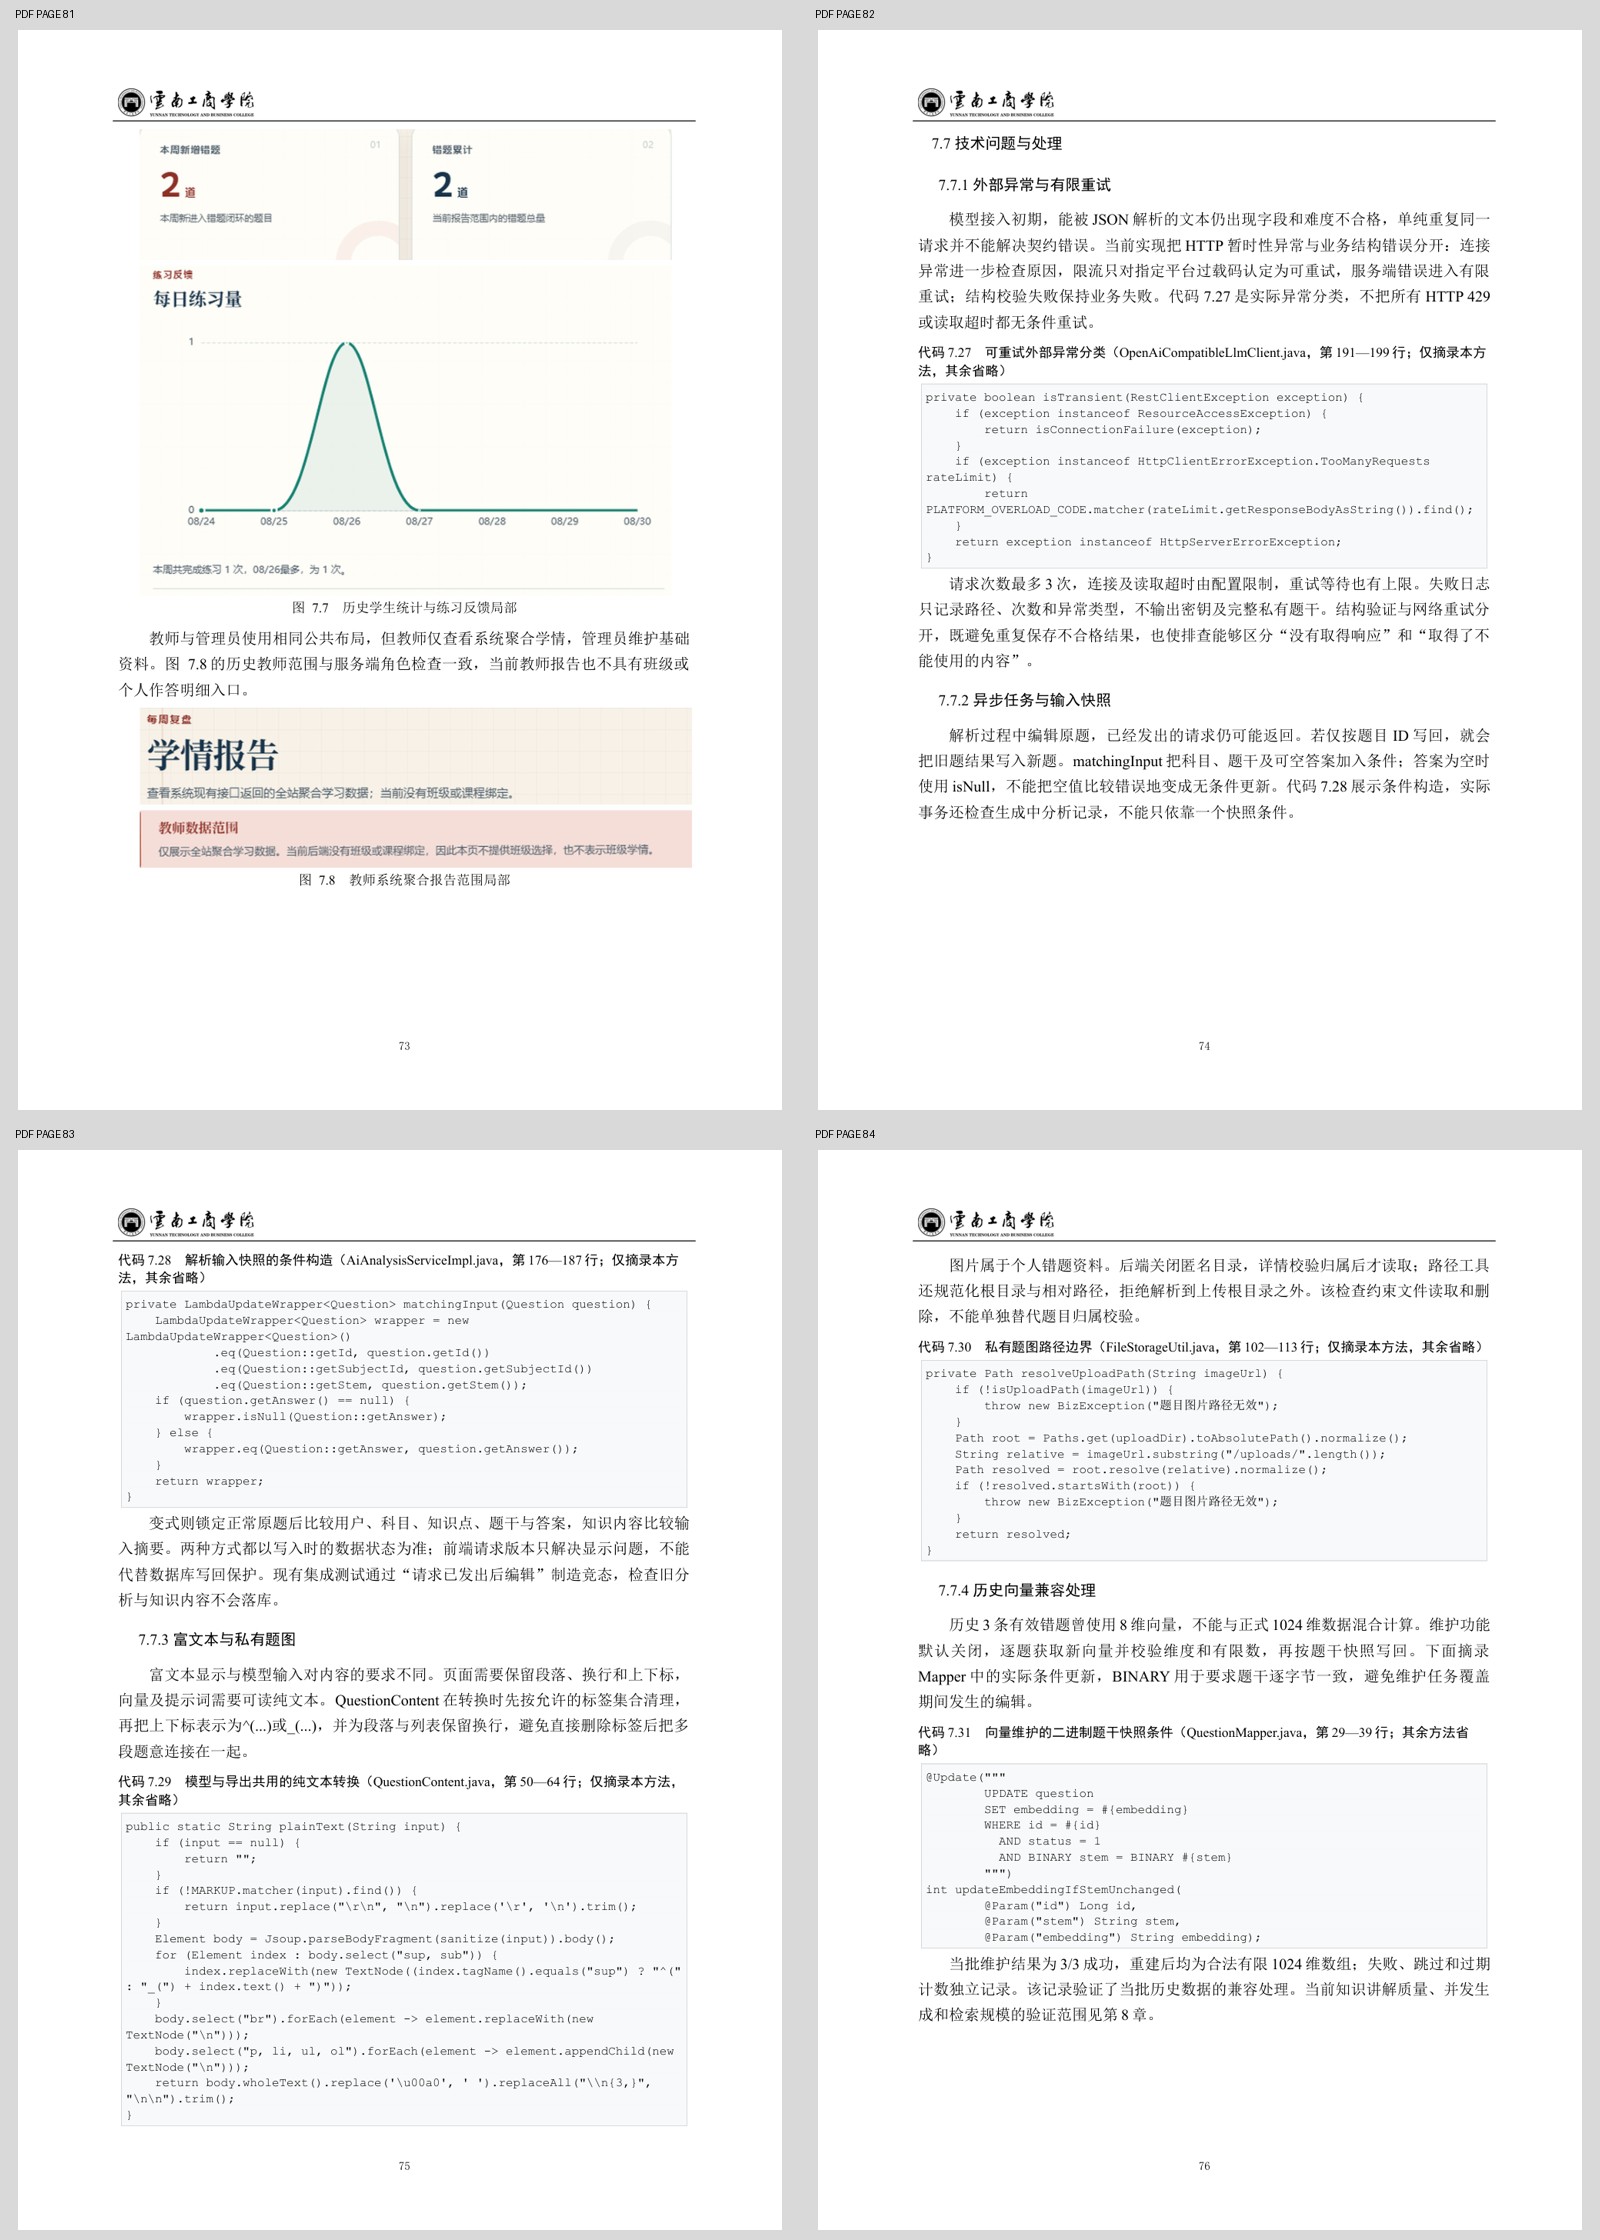 PDF PAGE 81
雲南工商學院
YUNNAN TECHNOLOGY AND BUSINESS COLLEGE
本周新增错题
01
2 道
本周新进入错题闭环的题目
错题累计
02
2 道
当前报告范围内的错题总量
练习反馈
每日练习量
1
0
08/24 08/25 08/26 08/27 08/28 08/29 08/30
本周共完成练习 1 次，08/26最多，为 1 次。
图 7.7 历史学生统计与练习反馈局部
教师与管理员使用相同公共布局，但教师仅查看系统聚合学情，管理员维护基础
资料。图 7.8 的历史教师范围与服务端角色检查一致，当前教师报告也不具有班级或
个人作答明细入口。
每周复盘
学情报告
查看系统现有接口返回的全站聚合学习数据；当前没有班级或课程绑定。
教师数据范围
仅展示全站聚合学习数据。当前后端没有班级或课程绑定，因此本页不提供班级选择，也不表示班级学情。
图 7.8 教师系统聚合报告范围局部
73
PDF PAGE 82
雲南工商學院
YUNNAN TECHNOLOGY AND BUSINESS COLLEGE
7.7 技术问题与处理
7.7.1 外部异常与有限重试
模型接入初期，能被 JSON 解析的文本仍出现字段和难度不合格，单纯重复同一
请求并不能解决契约错误。当前实现把 HTTP 暂时性异常与业务结构错误分开：连接
异常进一步检查原因，限流只对指定平台过载码认定为可重试，服务端错误进入有限
重试；结构校验失败保持业务失败。代码 7.27 是实际异常分类，不把所有 HTTP 429
或读取超时都无条件重试。
代码 7.27 可重试外部异常分类（OpenAiCompatibleLlmClient.java，第 191—199 行；仅摘录本方
法，其余省略）
private boolean isTransient(RestClientException exception) {
    if (exception instanceof ResourceAccessException) {
        return isConnectionFailure(exception);
    }
    if (exception instanceof HttpClientErrorException.TooManyRequests
rateLimit) {
        return
PLATFORM_OVERLOAD_CODE.matcher(rateLimit.getResponseBodyAsString()).find();
    }
    return exception instanceof HttpServerErrorException;
}
请求次数最多 3 次，连接及读取超时由配置限制，重试等待也有上限。失败日志
只记录路径、次数和异常类型，不输出密钥及完整私有题干。结构验证与网络重试分
开，既避免重复保存不合格结果，也使排查能够区分“没有取得响应”和“取得了不
能使用的内容”。
7.7.2 异步任务与输入快照
解析过程中编辑原题，已经发出的请求仍可能返回。若仅按题目 ID 写回，就会
把旧题结果写入新题。matchingInput 把科目、题干及可空答案加入条件；答案为空时
使用 isNull，不能把空值比较错误地变成无条件更新。代码 7.28 展示条件构造，实际
事务还检查生成中分析记录，不能只依靠一个快照条件。
74
PDF PAGE 83
雲南工商學院
YUNNAN TECHNOLOGY AND BUSINESS COLLEGE
代码 7.28 解析输入快照的条件构造（AiAnalysisServiceImpl.java，第 176—187 行；仅摘录本方
法，其余省略）
private LambdaUpdateWrapper<Question> matchingInput(Question question) {
    LambdaUpdateWrapper<Question> wrapper = new
LambdaUpdateWrapper<Question>()
            .eq(Question::getId, question.getId())
            .eq(Question::getSubjectId, question.getSubjectId())
            .eq(Question::getStem, question.getStem());
    if (question.getAnswer() == null) {
        wrapper.isNull(Question::getAnswer);
    } else {
        wrapper.eq(Question::getAnswer, question.getAnswer());
    }
    return wrapper;
}
变式则锁定正常原题后比较用户、科目、知识点、题干与答案，知识内容比较输
入摘要。两种方式都以写入时的数据状态为准；前端请求版本只解决显示问题，不能
代替数据库写回保护。现有集成测试通过“请求已发出后编辑”制造竞态，检查旧分
析与知识内容不会落库。
7.7.3 富文本与私有题图
富文本显示与模型输入对内容的要求不同。页面需要保留段落、换行和上下标，
向量及提示词需要可读纯文本。QuestionContent 在转换时先按允许的标签集合清理，
再把上下标表示为^(...)或_(...)，并为段落与列表保留换行，避免直接删除标签后把多
段题意连接在一起。
代码 7.29 模型与导出共用的纯文本转换（QuestionContent.java，第 50—64 行；仅摘录本方法，
其余省略）
public static String plainText(String input) {
    if (input == null) {
        return "";
    }
    if (!MARKUP.matcher(input).find()) {
        return input.replace("\r\n", "\n").replace('\r', '\n').trim();
    }
    Element body = Jsoup.parseBodyFragment(sanitize(input)).body();
    for (Element index : body.select("sup, sub")) {
        index.replaceWith(new TextNode((index.tagName().equals("sup") ? "^("
: "_(") + index.text() + ")"));
    }
    body.select("br").forEach(element -> element.replaceWith(new
TextNode("\n")));
    body.select("p, li, ul, ol").forEach(element -> element.appendChild(new
TextNode("\n")));
    return body.wholeText().replace('\u00a0', ' ').replaceAll("\\n{3,}",
"\n\n").trim();
}
75
PDF PAGE 84
雲南工商學院
YUNNAN TECHNOLOGY AND BUSINESS COLLEGE
图片属于个人错题资料。后端关闭匿名目录，详情校验归属后才读取；路径工具
还规范化根目录与相对路径，拒绝解析到上传根目录之外。该检查约束文件读取和删
除，不能单独替代题目归属校验。
代码 7.30 私有题图路径边界（FileStorageUtil.java，第 102—113 行；仅摘录本方法，其余省略）
private Path resolveUploadPath(String imageUrl) {
    if (!isUploadPath(imageUrl)) {
        throw new BizException("题目图片路径无效");
    }
    Path root = Paths.get(uploadDir).toAbsolutePath().normalize();
    String relative = imageUrl.substring("/uploads/".length());
    Path resolved = root.resolve(relative).normalize();
    if (!resolved.startsWith(root)) {
        throw new BizException("题目图片路径无效");
    }
    return resolved;
}
7.7.4 历史向量兼容处理
历史 3 条有效错题曾使用 8 维向量，不能与正式 1024 维数据混合计算。维护功能
默认关闭，逐题获取新向量并校验维度和有限数，再按题干快照写回。下面摘录
Mapper 中的实际条件更新，BINARY 用于要求题干逐字节一致，避免维护任务覆盖
期间发生的编辑。
代码 7.31 向量维护的二进制题干快照条件（QuestionMapper.java，第 29—39 行；其余方法省
略）
@Update("""
        UPDATE question
        SET embedding = #{embedding}
        WHERE id = #{id}
          AND status = 1
          AND BINARY stem = BINARY #{stem}
        """)
int updateEmbeddingIfStemUnchanged(
        @Param("id") Long id,
        @Param("stem") String stem,
        @Param("embedding") String embedding);
当批维护结果为 3/3 成功，重建后均为合法有限 1024 维数组；失败、跳过和过期
计数独立记录。该记录验证了当批历史数据的兼容处理。当前知识讲解质量、并发生
成和检索规模的验证范围见第 8 章。
76